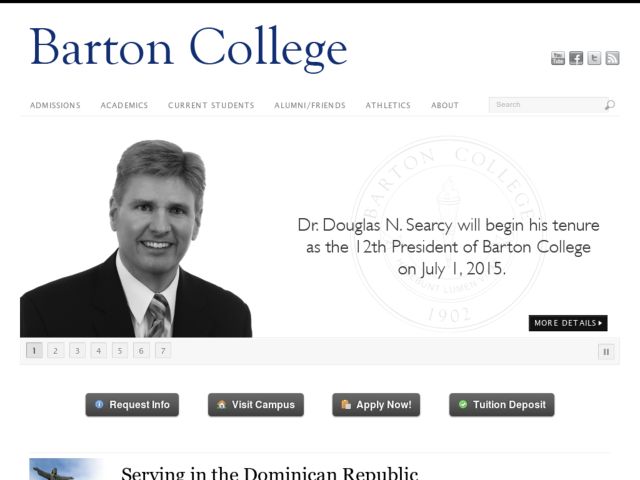 Barton College
ADMISSIONS ACADEMICS CURRENT STUDENTS ALUMNI/FRIENDS ATHLETICS ABOUT Search
BARTON COLLEGE
Dr. Douglas N. Searcy will begin his tenure
as the 12th President of Barton College
on July 1, 2015.
1902
MORE DETAILS
1 2 3 4 5 6 7
Request Info Visit Campus Apply Now! Tuition Deposit
Serving in the Dominican Republic